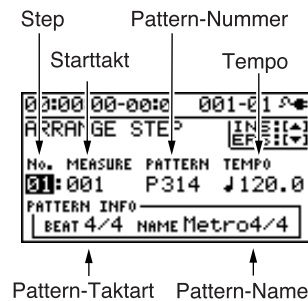 Step Pattern-Nummer
Starttakt Tempo
00:00:00-00:0 001-01
ARRANGE STEP INS:[▲]
No. MEASURE PATTERN TEMPO
01:001 P314 ♩120.0
PATTERN INFO
BEAT 4/4 NAME Metro4/4
Pattern-Taktart Pattern-Name